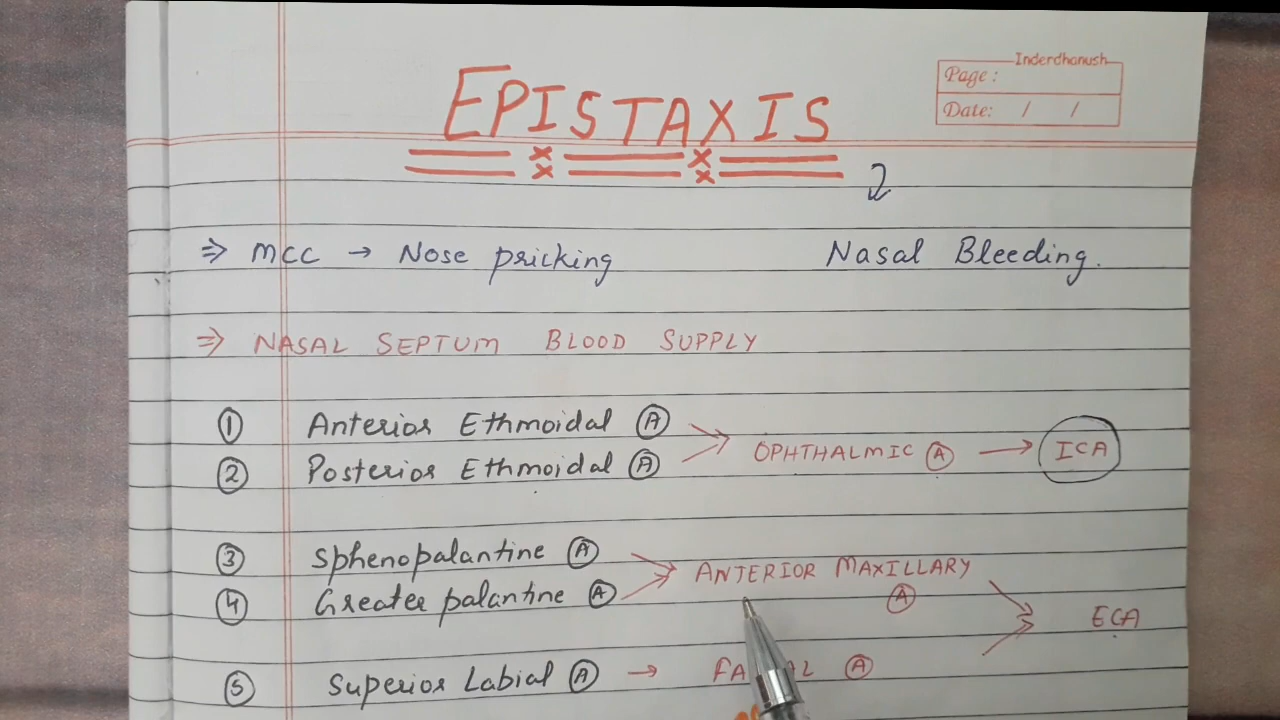 Inderdhanush
Page :
Date: / /
EPISTAXIS
⇒ MCC → Nose pricking
Nasal Bleeding.
⇒ NASAL SEPTUM BLOOD SUPPLY
① Anterior Ethmoidal Ⓐ
② Posterior Ethmoidal Ⓐ
OPHTHALMIC Ⓐ → ICA
③ Sphenopalantine Ⓐ
④ Greater palantine Ⓐ
ANTERIOR MAXILLARY Ⓐ
ECA
⑤ Superior Labial Ⓐ →
Ⓐ